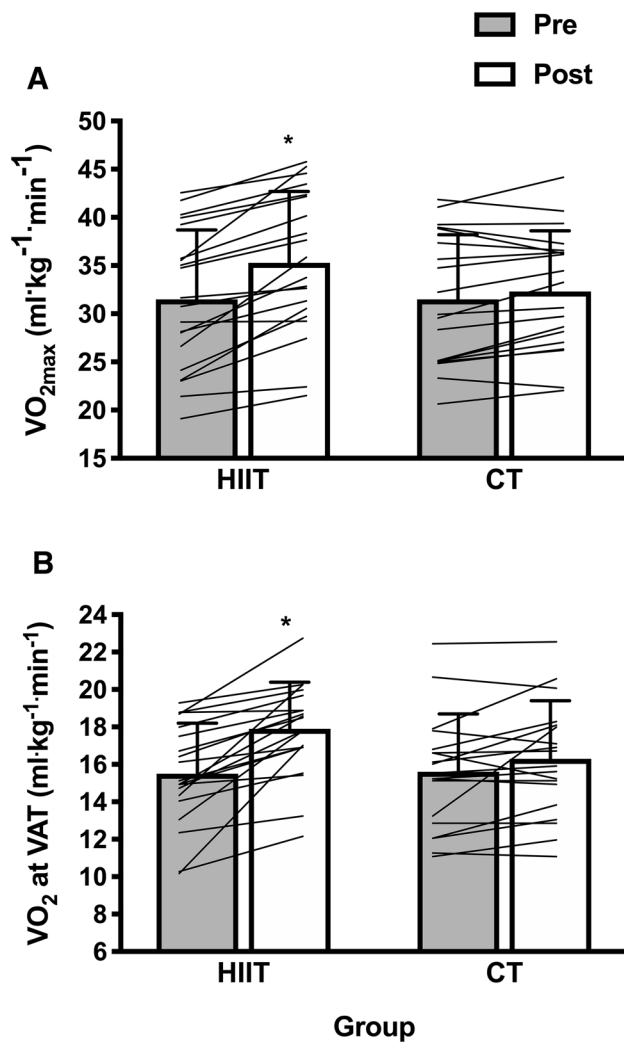 Pre
Post
A
VO2max (ml·kg-1·min-1)
50
45
40
35
30
25
20
15
*
HIIT
CT
B
VO2 at VAT (ml·kg-1·min-1)
24
22
20
18
16
14
12
10
8
6
*
HIIT
CT
Group